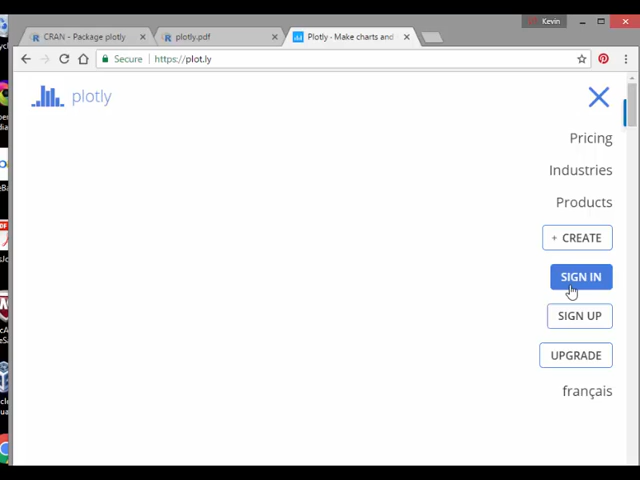 Kevin
CRAN - Package plotly
plotly.pdf
Plotly - Make charts and
Secure
https://plot.ly
plotly
Pricing
Industries
Products
+ CREATE
SIGN IN
SIGN UP
UPGRADE
français